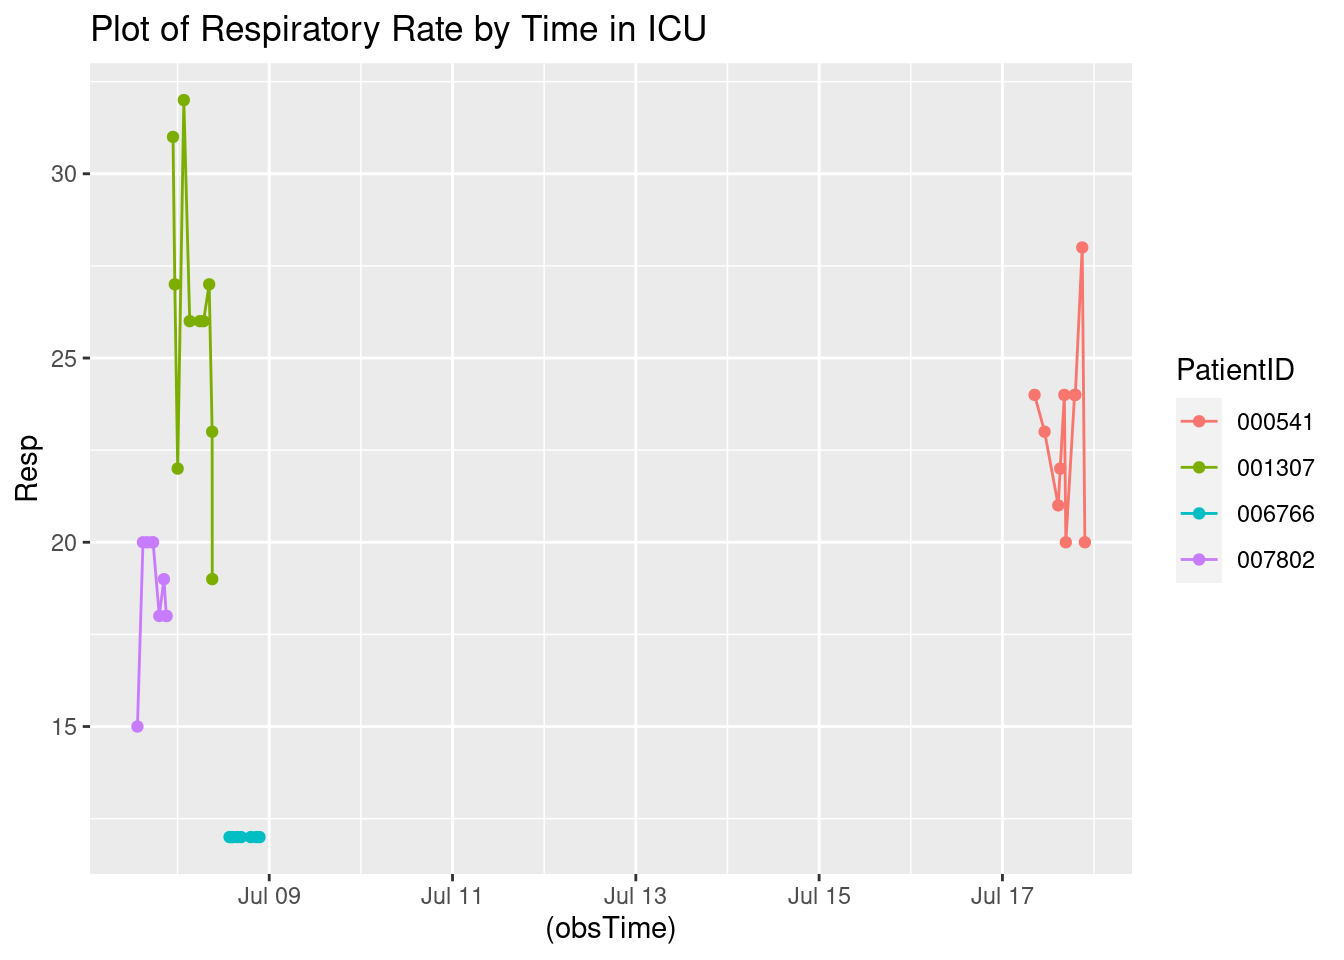 Plot of Respiratory Rate by Time in ICU
30
25
20
15
Resp
Jul 09
Jul 11
Jul 13
Jul 15
Jul 17
(obsTime)
PatientID
000541
001307
006766
007802